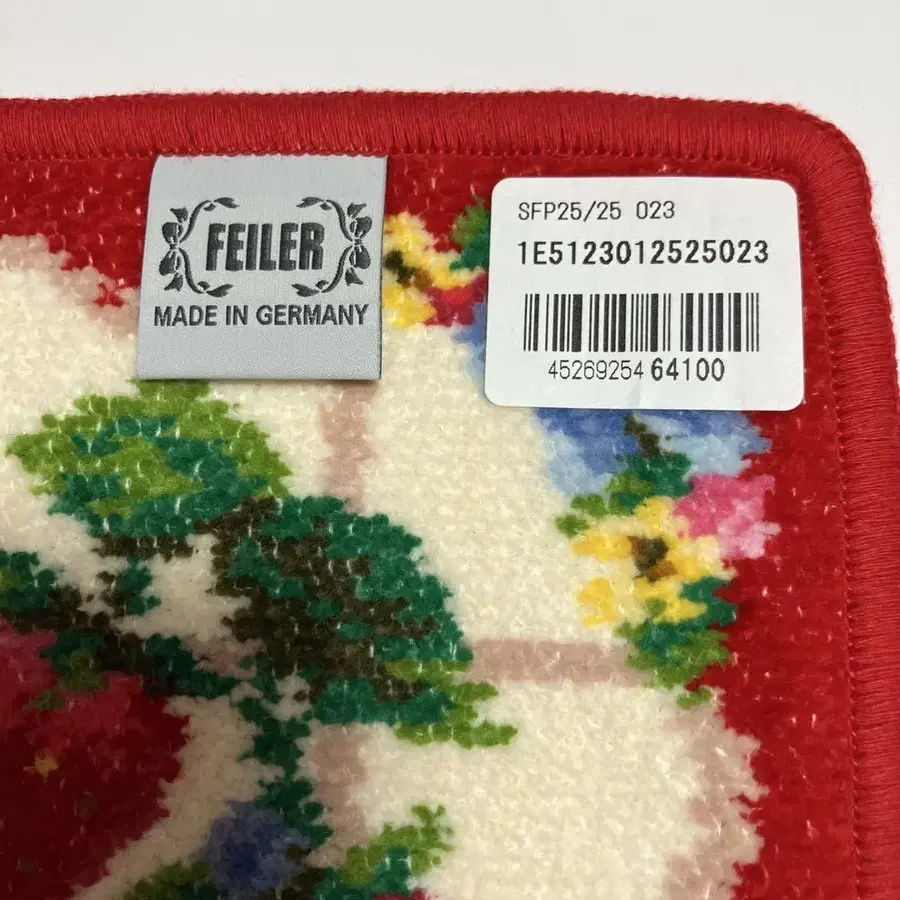 FEILER
MADE IN GERMANY
SFP25/25 023
1E5123012525023
45269254 64100